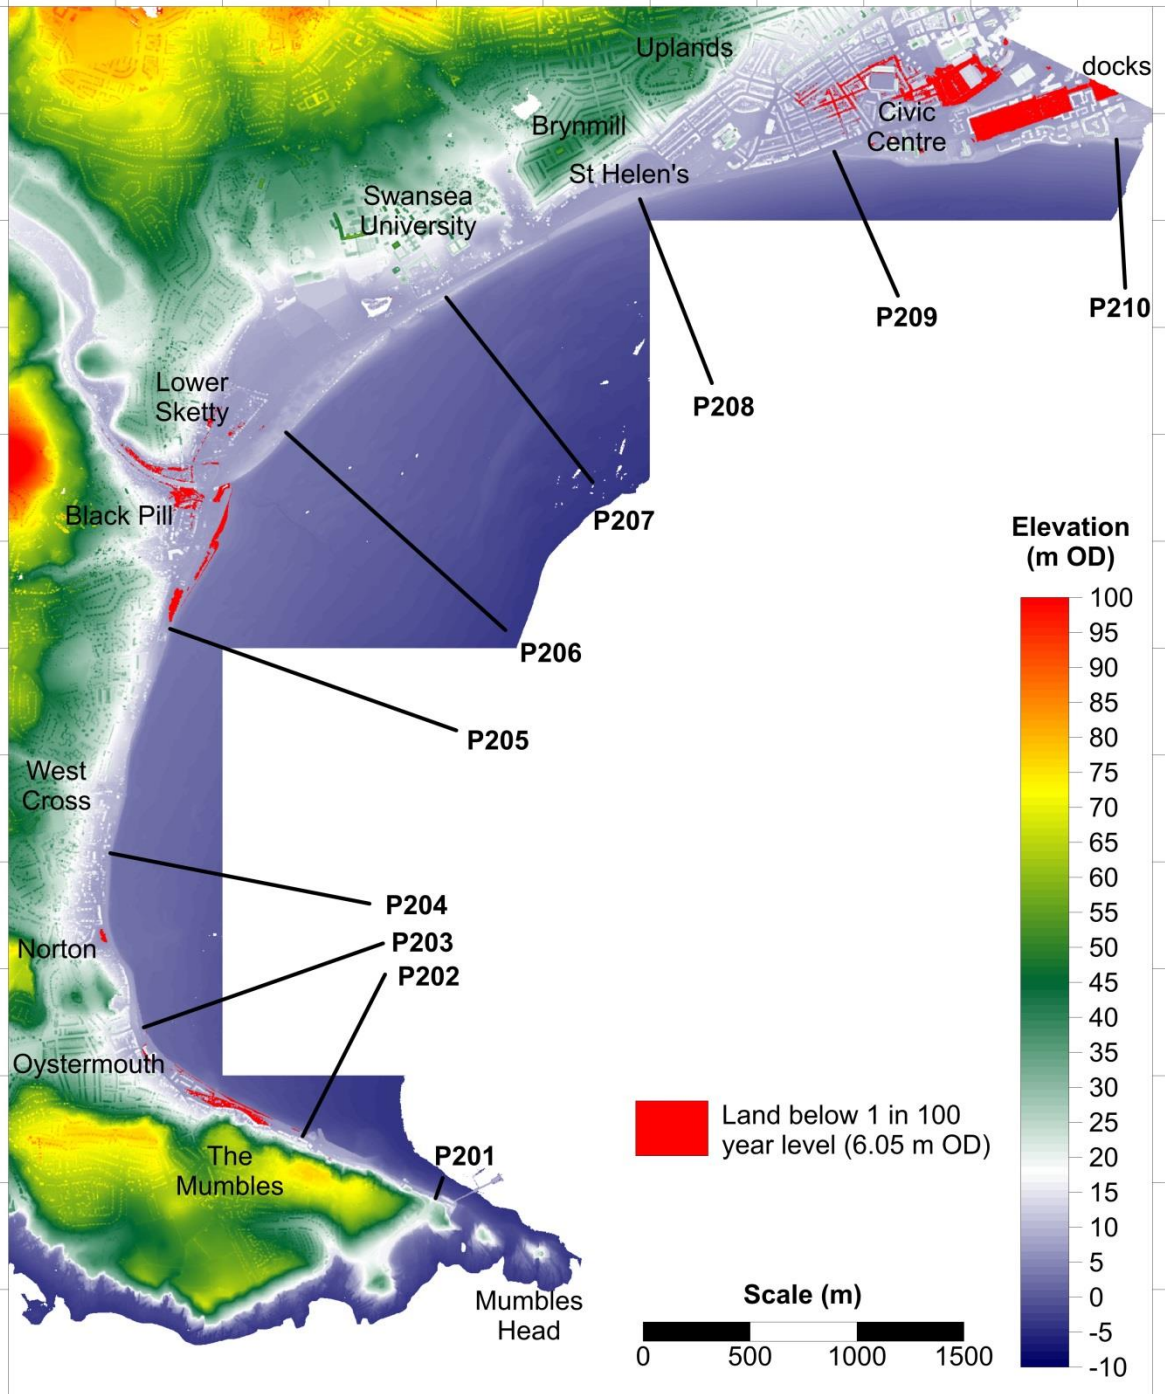 Uplands
docks
Brynmill
Civic
Centre
St Helen's
Swansea
University
P209
P210
Lower
Sketty
P208
Black Pill
P207
Elevation
(m OD)
100
95
90
85
80
75
70
65
60
55
50
45
40
35
30
25
20
15
10
5
0
-5
-10
P206
P205
West
Cross
P204
P203
Norton
P202
Oystermouth
Land below 1 in 100
year level (6.05 m OD)
The
Mumbles
P201
Mumbles
Head
Scale (m)
0 500 1000 1500